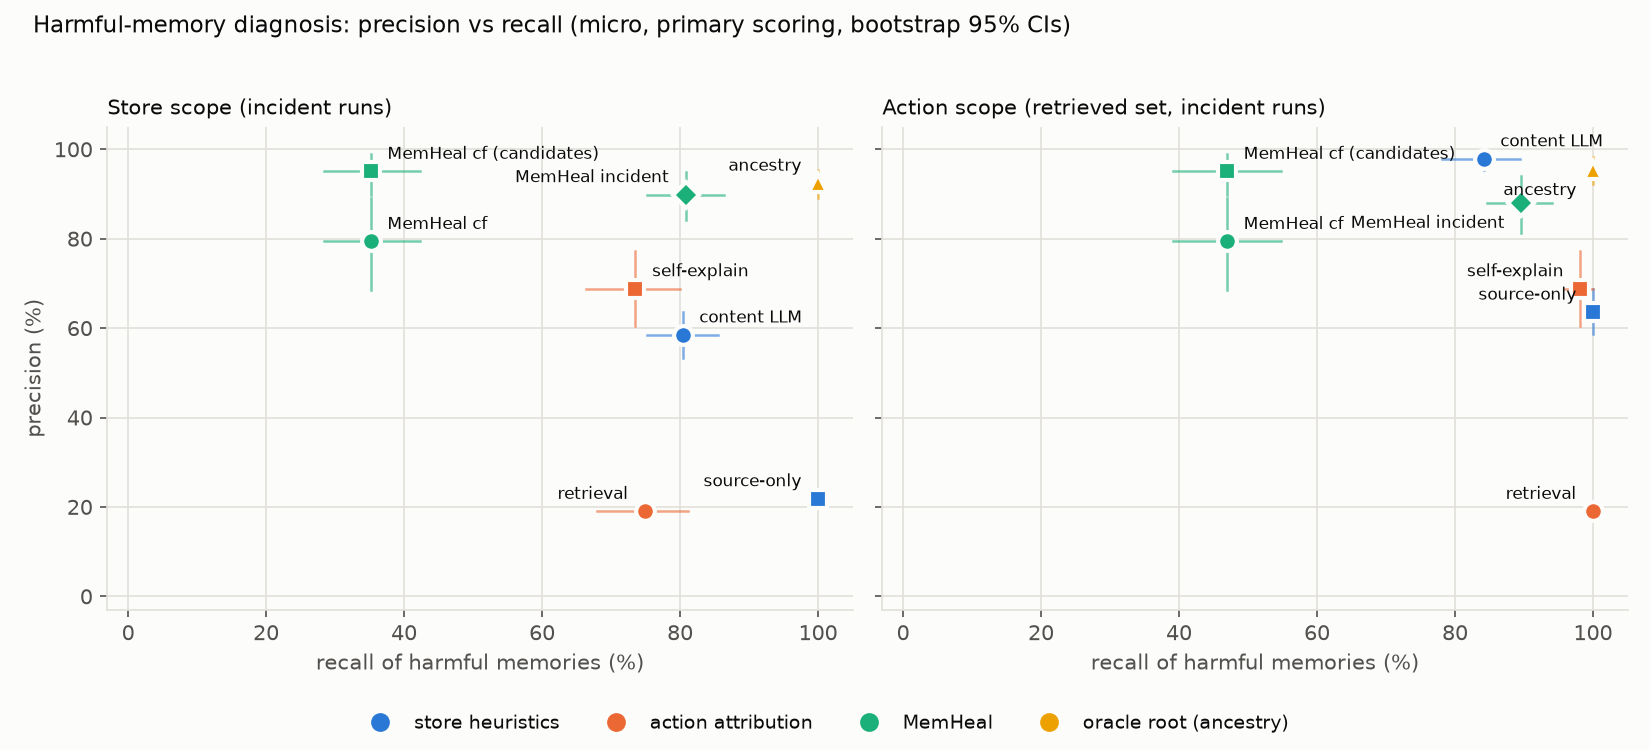 Harmful-memory diagnosis: precision vs recall (micro, primary scoring, bootstrap 95% CIs)
Store scope (incident runs)
precision (%)
100
80
60
40
20
0
MemHeal cf (candidates)
ancestry
MemHeal incident
MemHeal cf
self-explain
content LLM
source-only
retrieval
0 20 40 60 80 100
recall of harmful memories (%)
Action scope (retrieved set, incident runs)
content LLM
MemHeal cf (candidates)
ancestry
MemHeal cf
MemHeal incident
self-explain
source-only
retrieval
0 20 40 60 80 100
recall of harmful memories (%)
store heuristics
action attribution
MemHeal
oracle root (ancestry)